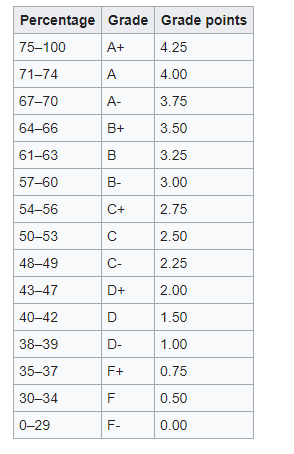 Percentage Grade Grade points
75–100 A+ 4.25
71–74 A 4.00
67–70 A- 3.75
64–66 B+ 3.50
61–63 B 3.25
57–60 B- 3.00
54–56 C+ 2.75
50–53 C 2.50
48–49 C- 2.25
43–47 D+ 2.00
40–42 D 1.50
38–39 D- 1.00
35–37 F+ 0.75
30–34 F 0.50
0–29 F- 0.00